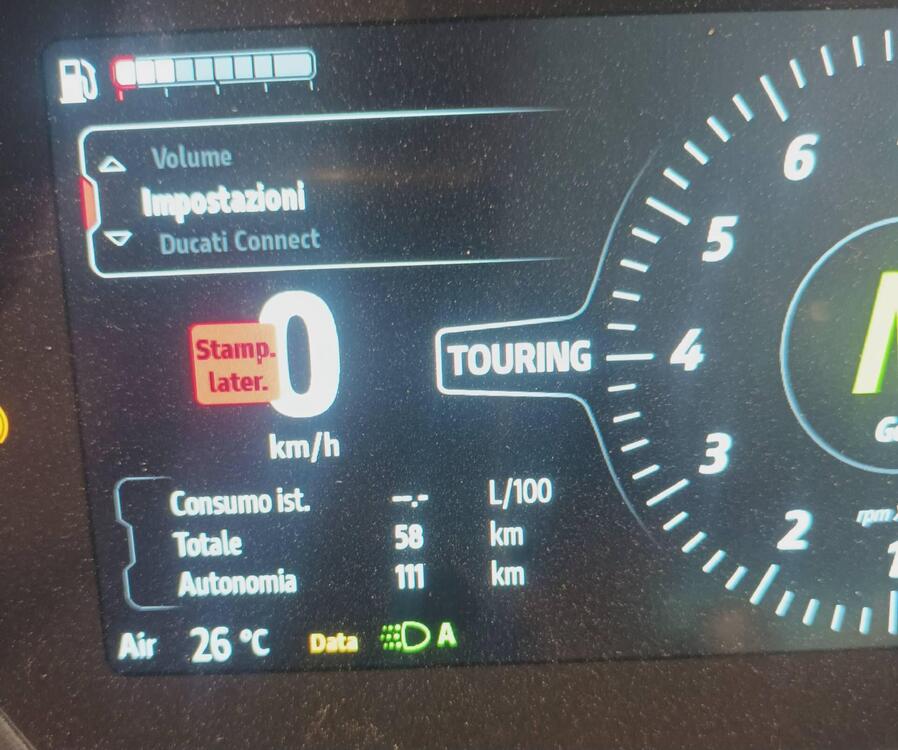 Volume
Impostazioni
Ducati Connect
Stamp.
later.
0
km/h
TOURING
6
5
4
3
2
1
Consumo ist. --.- L/100
Totale 58 km
Autonomia 111 km
Air 26 °C Data A